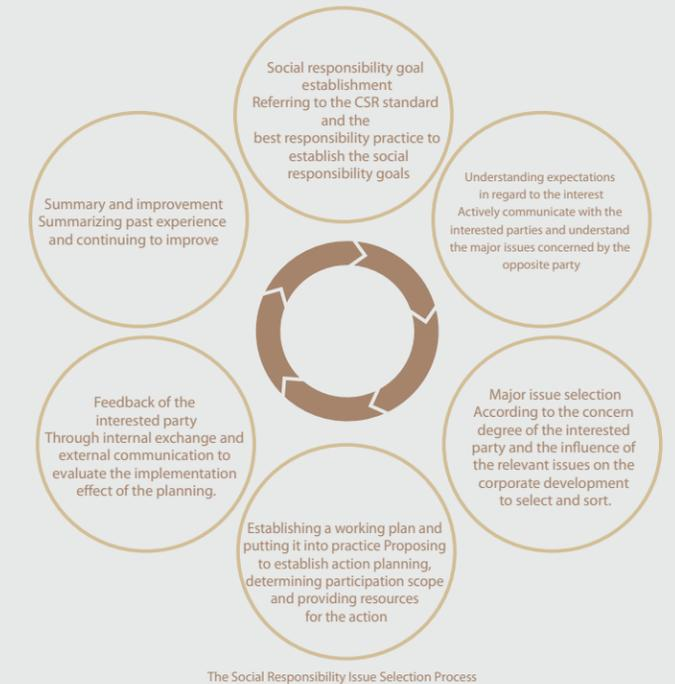 Social responsibility goal
establishment
Referring to the CSR standard
and the
best responsibility practice to
establish the social
responsibility goals
Understanding expectations
in regard to the interest
Actively communicate with the
interested parties and understand
the major issues concerned by the
opposite party
Major issue selection
According to the concern
degree of the interested
party and the influence of
the relevant issues on the
corporate development
to select and sort.
Establishing a working plan and
putting it into practice Proposing
to establish action planning,
determining participation scope
and providing resources
for the action
Feedback of the
interested party
Through internal exchange and
external communication to
evaluate the implementation
effect of the planning.
Summary and improvement
Summarizing past experience
and continuing to improve
The Social Responsibility Issue Selection Process